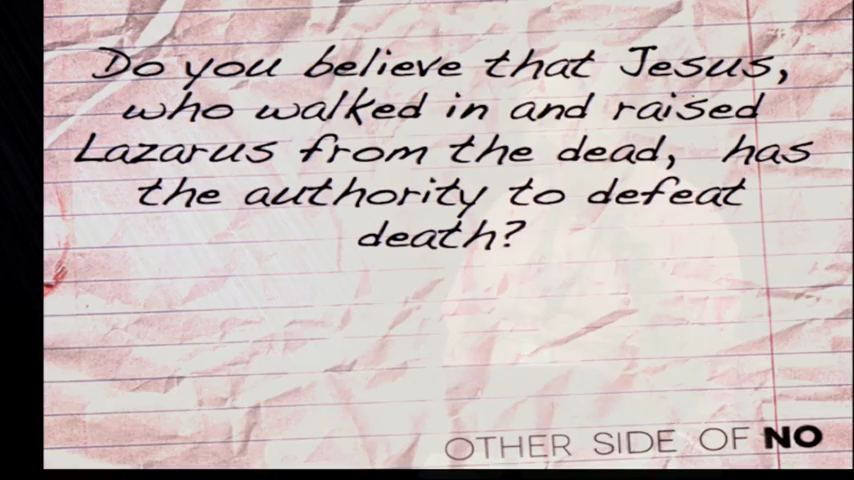 Do you believe that Jesus,
who walked in and raised
Lazarus from the dead, has
the authority to defeat
death?
OTHER SIDE OF NO